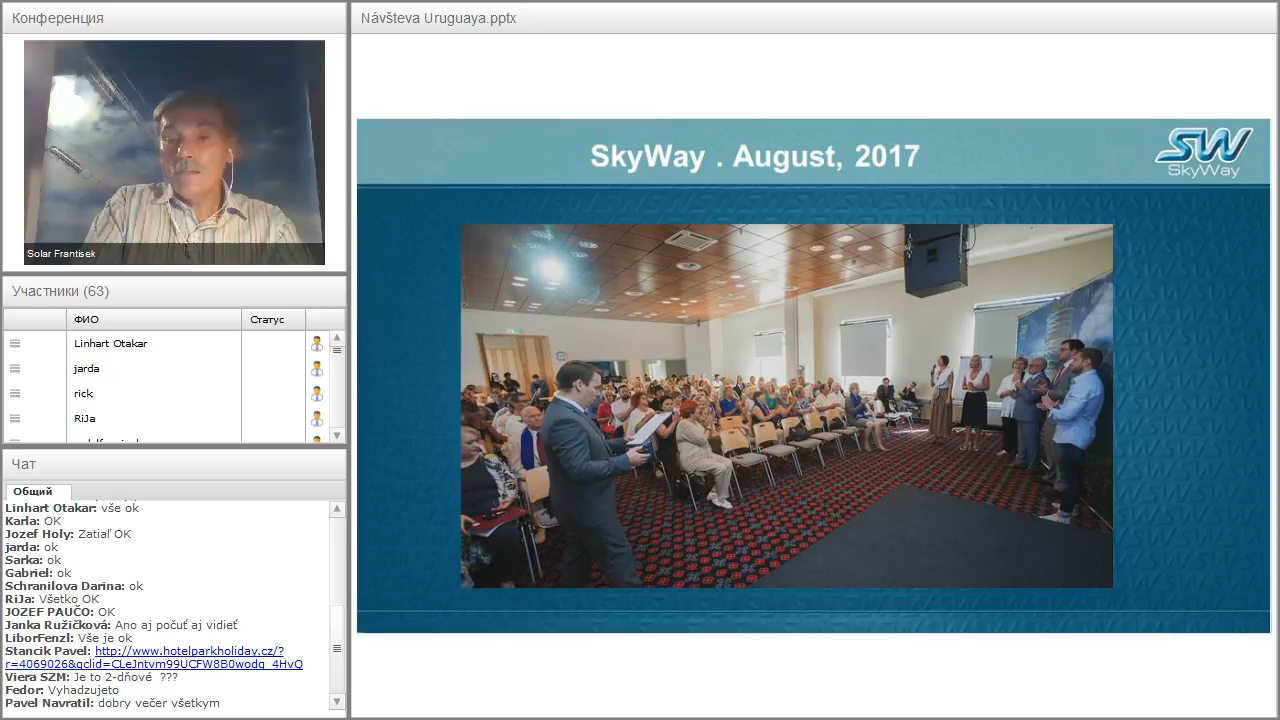 Конференция
Solar Frantisek
Участники (63)
ФИО
Статус
Linhart Otakar
jarda
rick
RiJa
Чат
Общий
Linhart Otakar: vše ok
Karla: OK
Jozef Holy: Zatiaľ OK
jarda: ok
Sarka: ok
Gabriel: ok
Schranilova Darina: ok
RiJa: Všetko OK
JOZEF PAUČO: OK
Janka Ružičková: Ano aj počuť aj vidieť
LiborFenzl: Vše je ok
Stancik Pavel: http://www.hotelparkholiday.cz/?
r=4069026&gclid=CLeJntvm99UCFW8B0wodg_4HvQ
Viera SZM: Je to 2-dňové  ???
Fedor: Vyhadzujeto
Pavel Navratil: dobry večer všetkym
Návšteva Uruguaya.pptx
SkyWay . August, 2017
SW
SkyWay